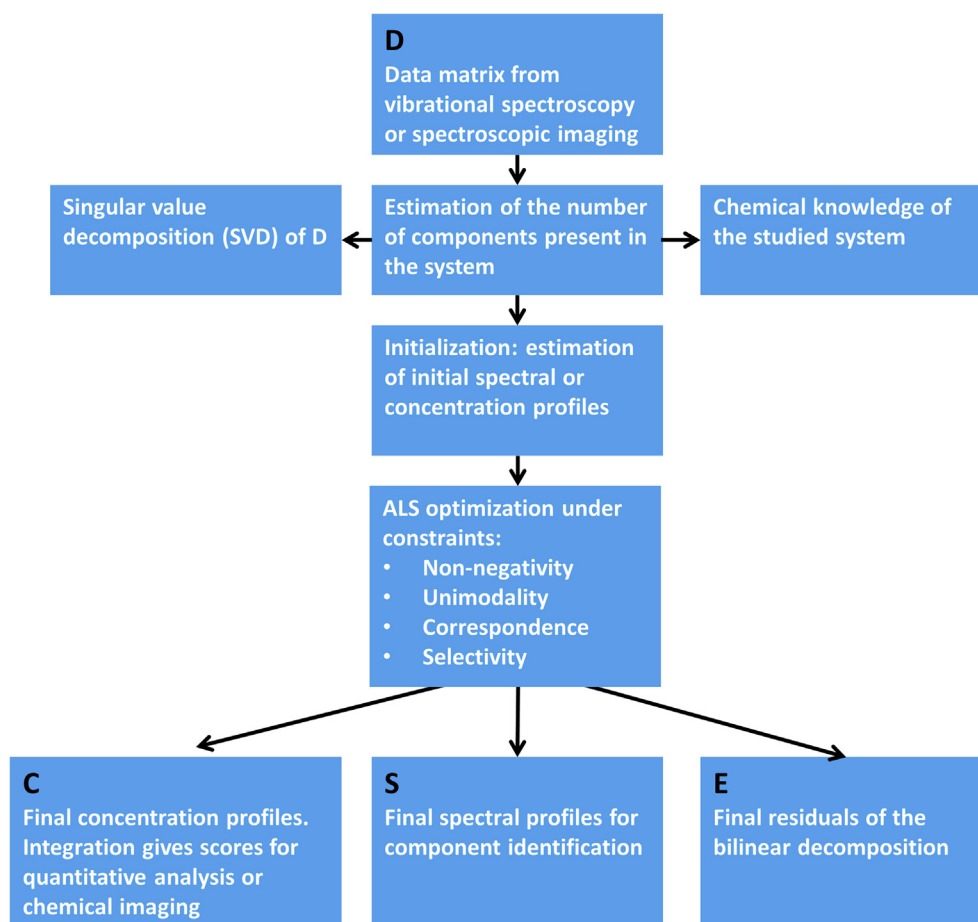 D
Data matrix from
vibrational spectroscopy
or spectroscopic imaging
Singular value
decomposition (SVD) of D
Estimation of the number
of components present in
the system
Chemical knowledge of
the studied system
Initialization: estimation
of initial spectral or
concentration profiles
ALS optimization under
constraints:
• Non-negativity
• Unimodality
• Correspondence
• Selectivity
C
Final concentration profiles.
Integration gives scores for
quantitative analysis or
chemical imaging
S
Final spectral profiles for
component identification
E
Final residuals of the
bilinear decomposition